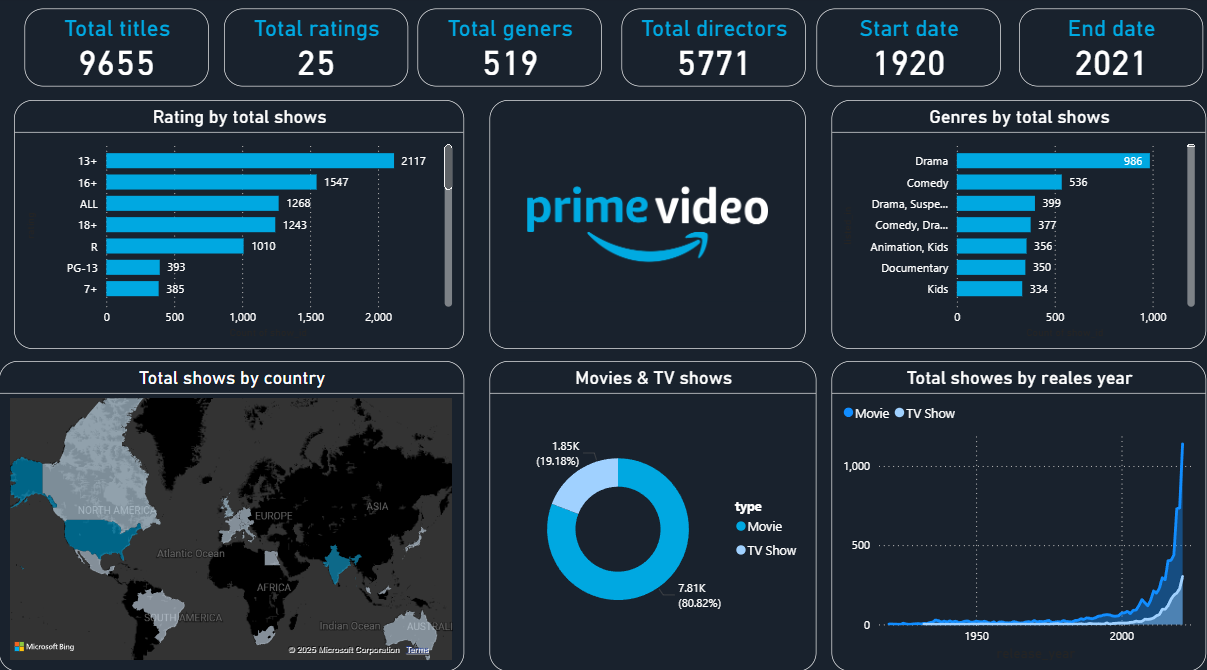 Total titles
9655
Total ratings
25
Total geners
519
Total directors
5771
Start date
1920
End date
2021
Rating by total shows
13+
2117
16+
1547
ALL
1268
18+
1243
R
1010
PG-13
393
7+
385
0
500
1,000
1,500
2,000
prime video
Genres by total shows
Drama
986
Comedy
536
Drama, Suspe...
399
Comedy, Dra...
377
Animation, Kids
356
Documentary
350
Kids
334
0
500
1,000
Total shows by country
NORTH AMERICA
EUROPE
ASIA
Atlantic Ocean
AFRICA
SOUTH AMERICA
Indian Ocean
AUSTRALI
Microsoft Bing
© 2025 Microsoft Corporation Terms
Movies & TV shows
1.85K
(19.18%)
7.81K
(80.82%)
type
Movie
TV Show
Total showes by reales year
Movie
TV Show
1,000
500
0
1950
2000